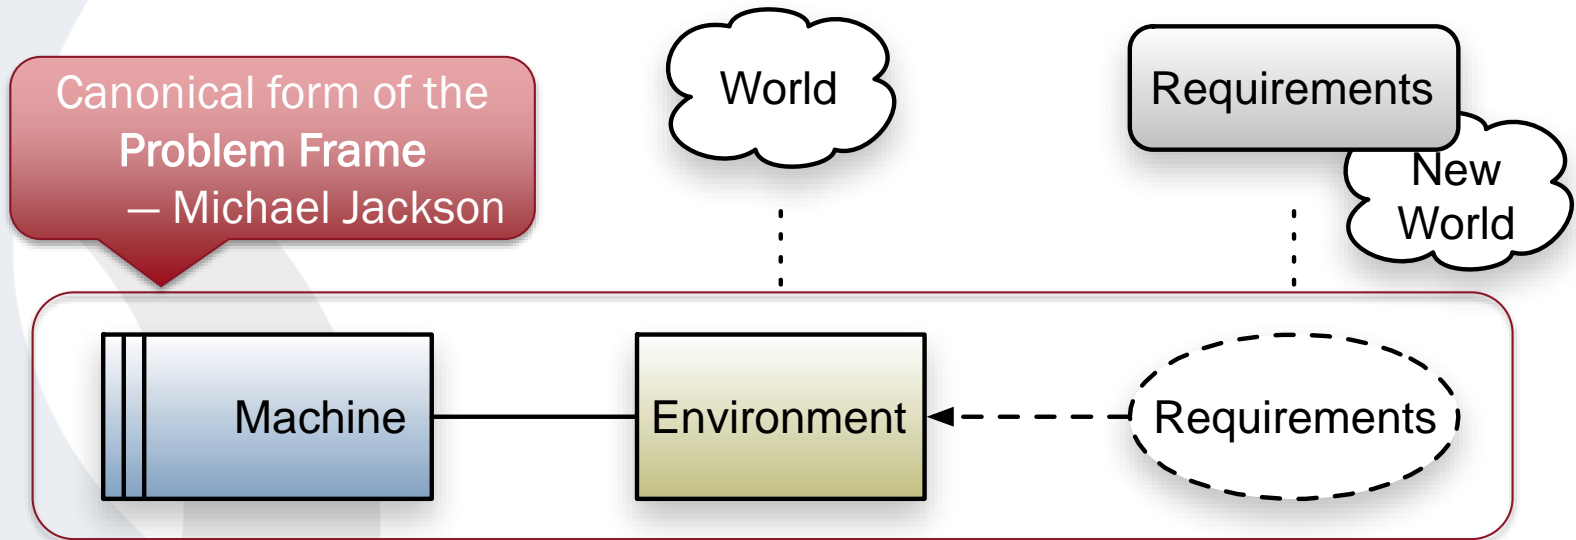 Canonical form of the
Problem Frame
— Michael Jackson
World
Requirements
New
World
Machine
Environment
Requirements